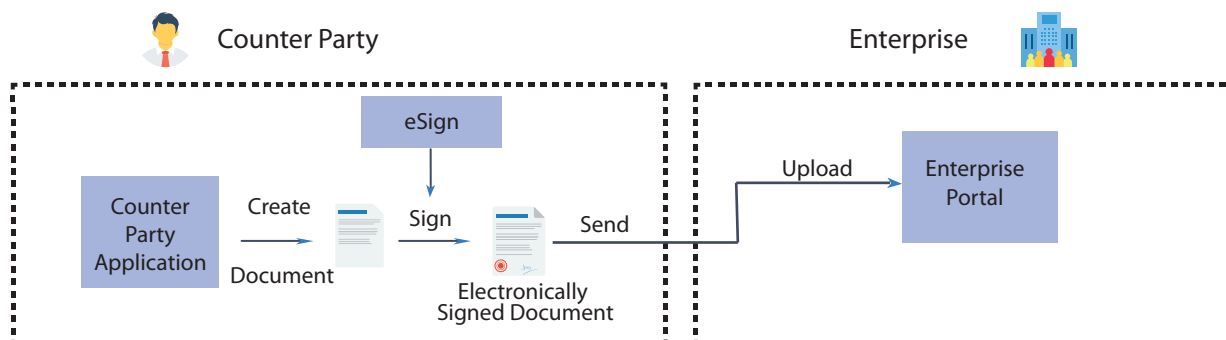 Counter Party
Enterprise
eSign
Upload
Enterprise
Portal
Counter
Party
Application
Create
Document
Sign
Send
Electronically
Signed Document